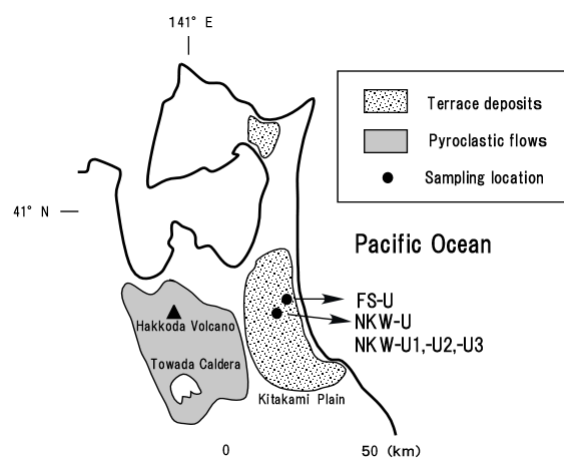 141° E
Terrace deposits
Pyroclastic flows
Sampling location
41° N
Pacific Ocean
FS-U
NKW-U
NKW-U1,-U2,-U3
Hakkoda Volcano
Towada Caldera
Kitakami Plain
0 50 (km)